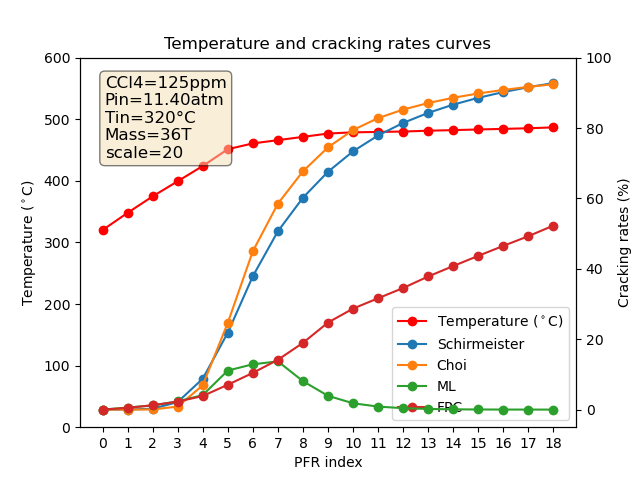 Temperature and cracking rates curves
CCl4=125ppm
Pin=11.40atm
Tin=320°C
Mass=36T
scale=20
600
500
400
300
200
100
0
Temperature (°C)
100
80
60
40
20
0
Cracking rates (%)
Temperature (°C)
Schirmeister
Choi
ML
FPC
0 1 2 3 4 5 6 7 8 9 10 11 12 13 14 15 16 17 18
PFR index